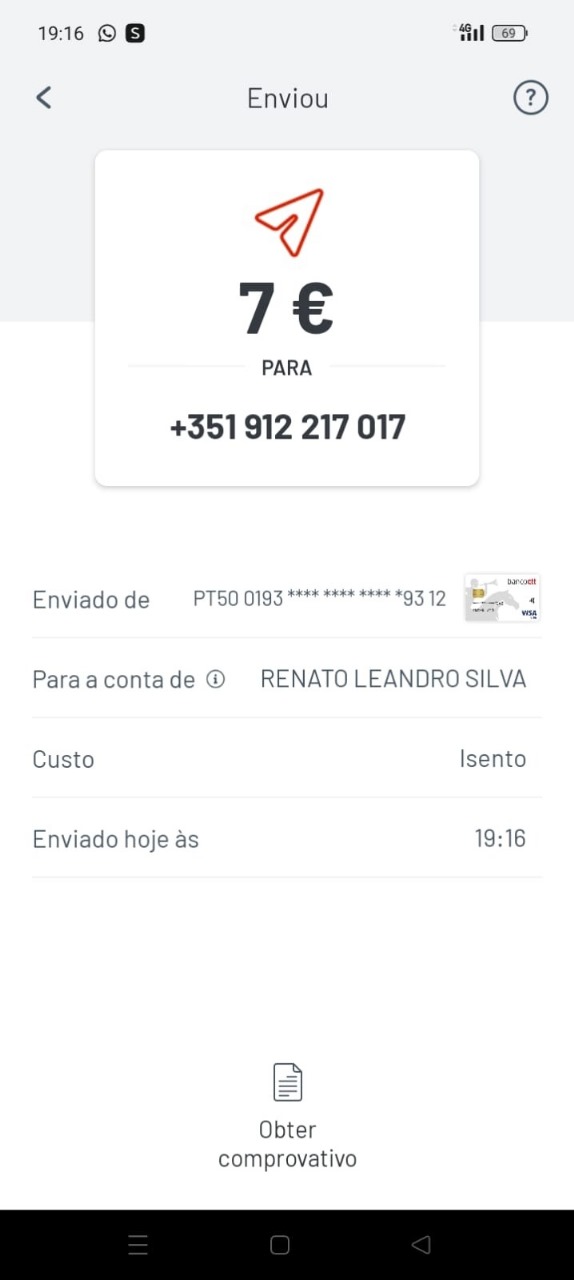 19:16 S 4G 69
Enviou ?
7 €
PARA
+351 912 217 017
Enviado de PT50 0193 **** **** **** *93 12
bancoctt
VISA
Para a conta de RENATO LEANDRO SILVA
Custo Isento
Enviado hoje às 19:16
Obter
comprovativo